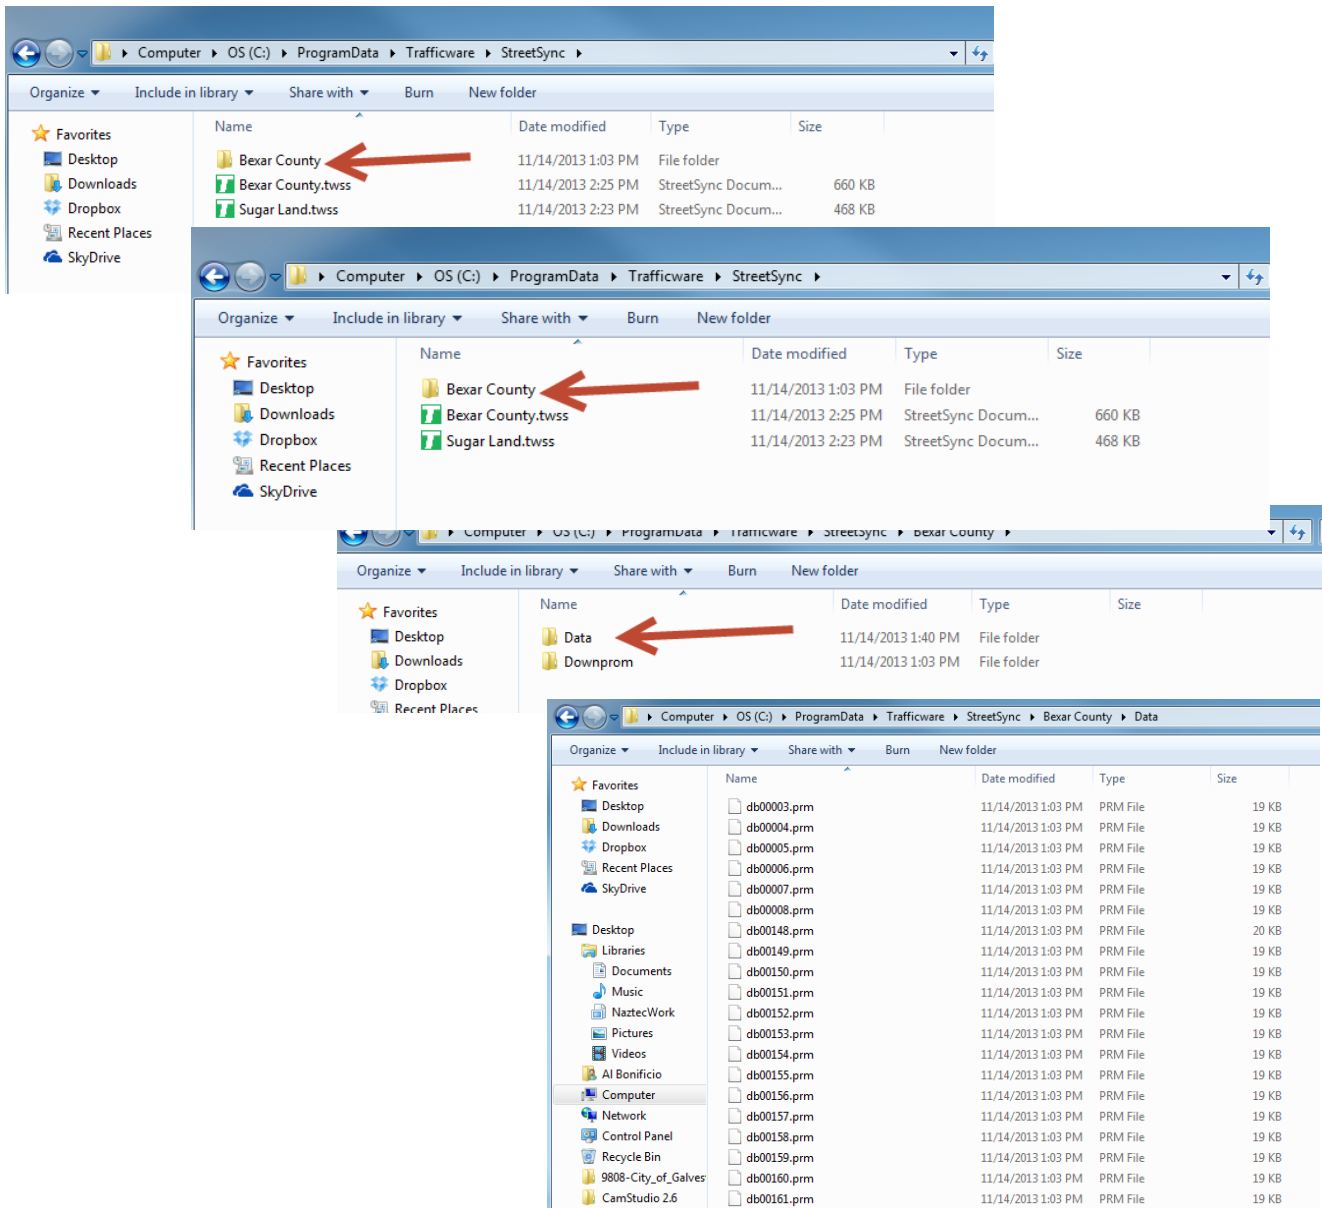 Computer OS (C:) ProgramData Trafficware StreetSync
Organize Include in library Share with Burn New folder
Favorites
Desktop
Downloads
Dropbox
Recent Places
SkyDrive
Name Date modified Type Size
Bexar County 11/14/2013 1:03 PM File folder
Bexar County.twss 11/14/2013 2:25 PM StreetSync Docum... 660 KB
Sugar Land.twss 11/14/2013 2:23 PM StreetSync Docum... 468 KB
Computer OS (C:) ProgramData Trafficware StreetSync
Organize Include in library Share with Burn New folder
Favorites
Desktop
Downloads
Dropbox
Recent Places
SkyDrive
Name Date modified Type Size
Bexar County 11/14/2013 1:03 PM File folder
Bexar County.twss 11/14/2013 2:25 PM StreetSync Docum... 660 KB
Sugar Land.twss 11/14/2013 2:23 PM StreetSync Docum... 468 KB
Computer OS (C:) ProgramData Trafficware StreetSync Bexar County
Organize Include in library Share with Burn New folder
Favorites
Desktop
Downloads
Dropbox
Recent Places
Name Date modified Type Size
Data 11/14/2013 1:40 PM File folder
Downprom 11/14/2013 1:03 PM File folder
Computer OS (C:) ProgramData Trafficware StreetSync Bexar County Data
Organize Include in library Share with Burn New folder
Favorites
Desktop
Downloads
Dropbox
Recent Places
SkyDrive
Desktop
Libraries
Documents
Music
NaztecWork
Pictures
Videos
Al Bonificio
Computer
Network
Control Panel
Recycle Bin
9808-City_of_Galves
CamStudio 2.6
Name Date modified Type Size
db00003.prm 11/14/2013 1:03 PM PRM File 19 KB
db00004.prm 11/14/2013 1:03 PM PRM File 19 KB
db00005.prm 11/14/2013 1:03 PM PRM File 19 KB
db00006.prm 11/14/2013 1:03 PM PRM File 19 KB
db00007.prm 11/14/2013 1:03 PM PRM File 19 KB
db00008.prm 11/14/2013 1:03 PM PRM File 19 KB
db00148.prm 11/14/2013 1:03 PM PRM File 20 KB
db00149.prm 11/14/2013 1:03 PM PRM File 19 KB
db00150.prm 11/14/2013 1:03 PM PRM File 19 KB
db00151.prm 11/14/2013 1:03 PM PRM File 19 KB
db00152.prm 11/14/2013 1:03 PM PRM File 19 KB
db00153.prm 11/14/2013 1:03 PM PRM File 19 KB
db00154.prm 11/14/2013 1:03 PM PRM File 19 KB
db00155.prm 11/14/2013 1:03 PM PRM File 19 KB
db00156.prm 11/14/2013 1:03 PM PRM File 19 KB
db00157.prm 11/14/2013 1:03 PM PRM File 19 KB
db00158.prm 11/14/2013 1:03 PM PRM File 19 KB
db00159.prm 11/14/2013 1:03 PM PRM File 19 KB
db00160.prm 11/14/2013 1:03 PM PRM File 19 KB
db00161.prm 11/14/2013 1:03 PM PRM File 19 KB